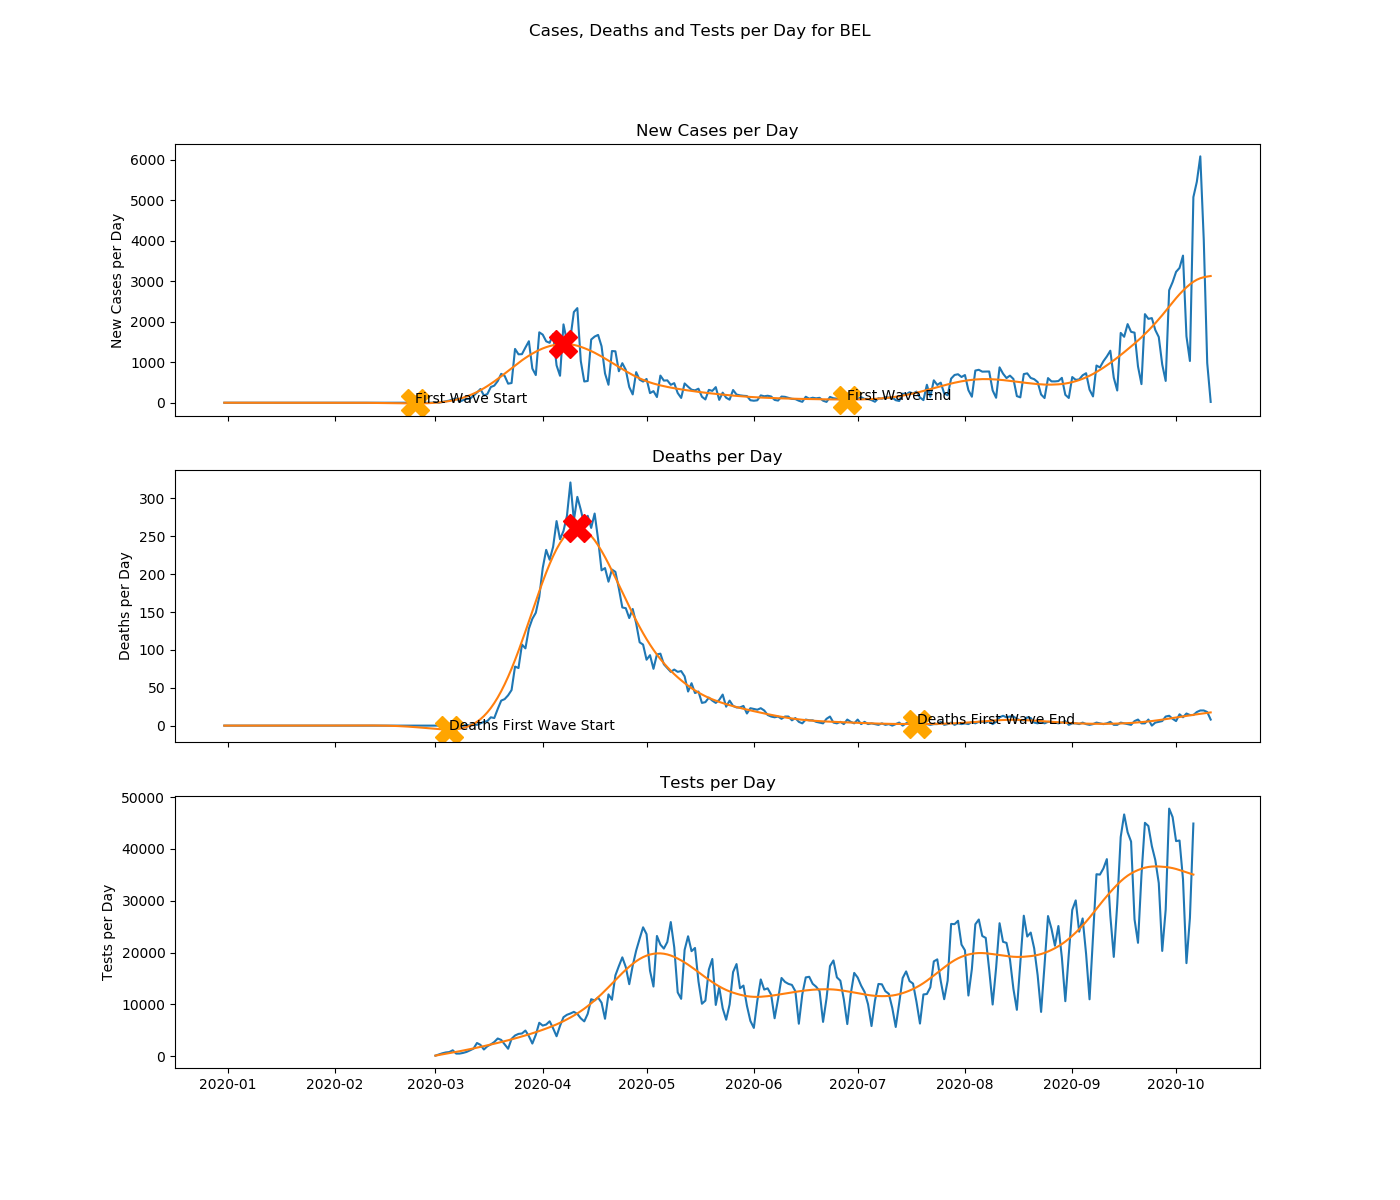 Cases, Deaths and Tests per Day for BEL
New Cases per Day
6000
5000
4000
3000
2000
1000
0
New Cases per Day
First Wave Start
First Wave End
Deaths per Day
300
250
200
150
100
50
0
Deaths per Day
Deaths First Wave Start
Deaths First Wave End
Tests per Day
50000
40000
30000
20000
10000
0
Tests per Day
2020-01 2020-02 2020-03 2020-04 2020-05 2020-06 2020-07 2020-08 2020-09 2020-10